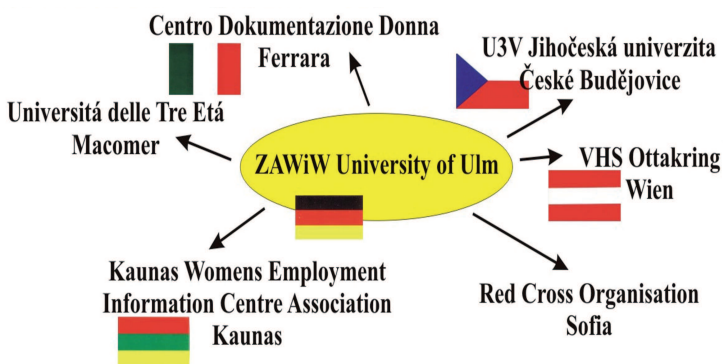 Centro Dokumentazione Donna
Ferrara
U3V Jihočeská univerzita
České Budějovice
Universitá delle Tre Etá
Macomer
ZAWiW University of Ulm
VHS Ottakring
Wien
Kaunas Womens Employment
Information Centre Association
Kaunas
Red Cross Organisation
Sofia